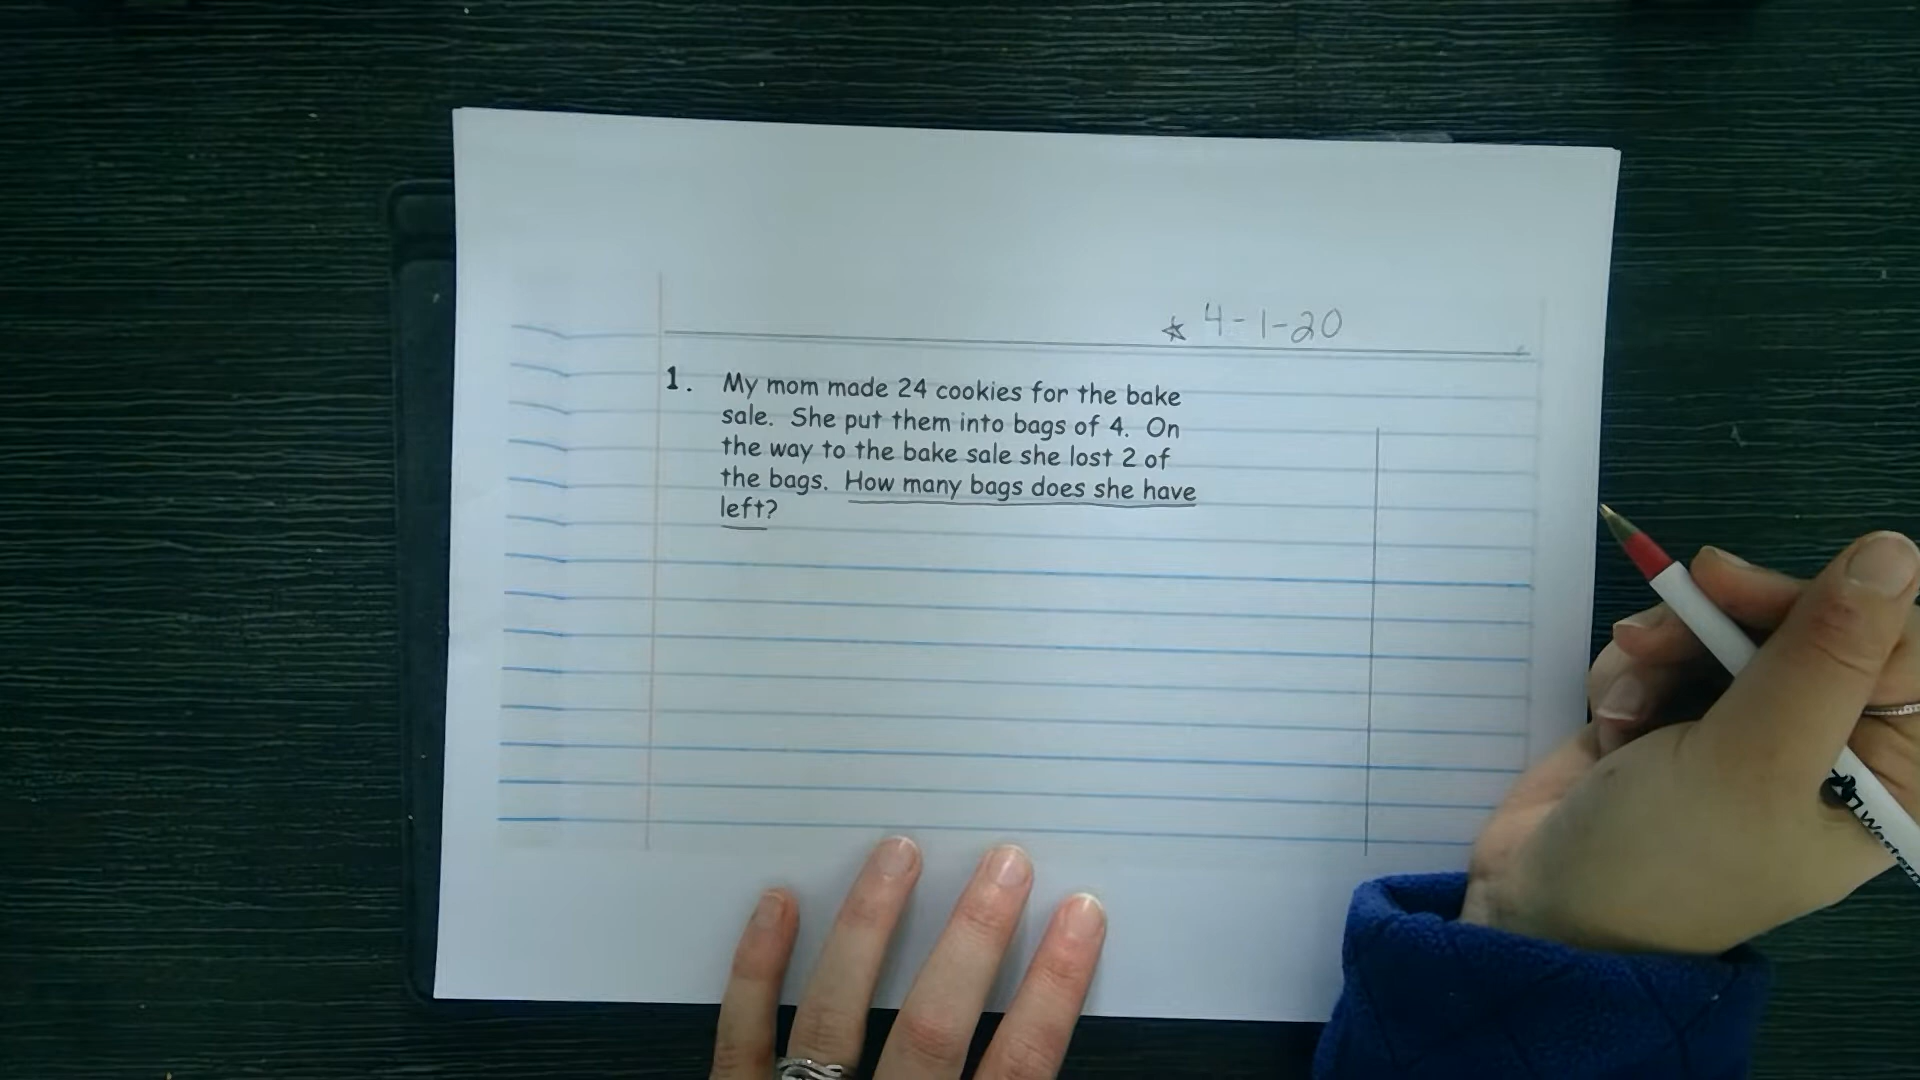 ☆ 4-1-20
1. My mom made 24 cookies for the bake
sale. She put them into bags of 4. On
the way to the bake sale she lost 2 of
the bags. How many bags does she have
left?
Western